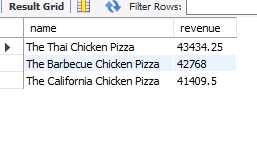 Result Grid Filter Rows:
name revenue
The Thai Chicken Pizza 43434.25
The Barbecue Chicken Pizza 42768
The California Chicken Pizza 41409.5